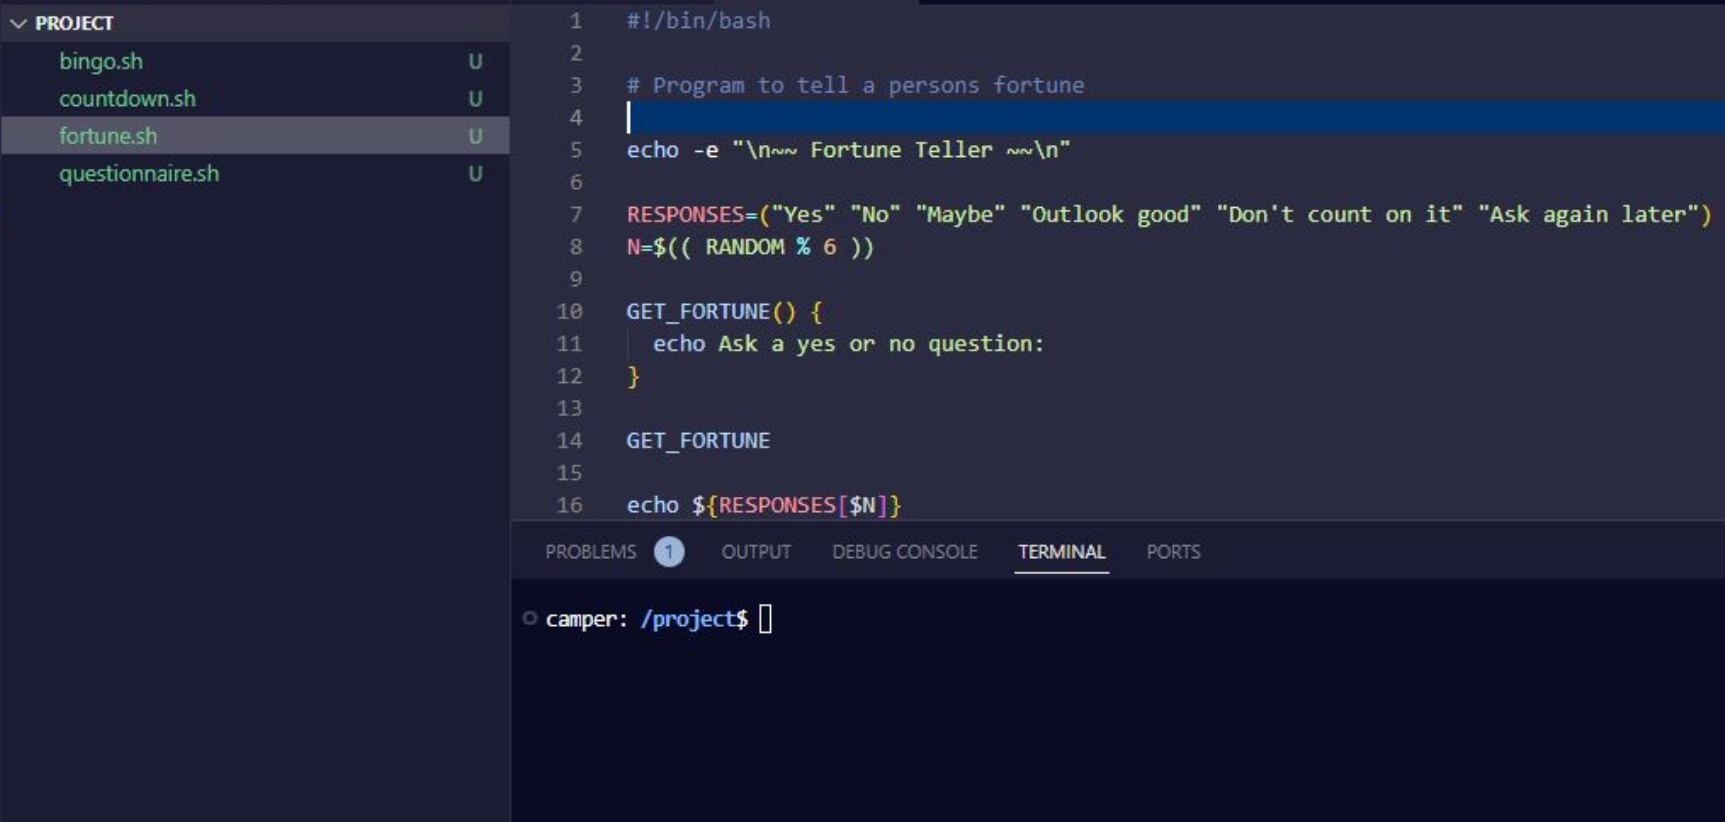 PROJECT
bingo.sh U
countdown.sh U
fortune.sh U
questionnaire.sh U
1 #!/bin/bash
2
3 # Program to tell a persons fortune
4
5 echo -e "\n~~ Fortune Teller ~~\n"
6
7 RESPONSES=("Yes" "No" "Maybe" "Outlook good" "Don't count on it" "Ask again later")
8 N=$(( RANDOM % 6 ))
9
10 GET_FORTUNE() {
11 echo Ask a yes or no question:
12 }
13
14 GET_FORTUNE
15
16 echo ${RESPONSES[$N]}
PROBLEMS 1 OUTPUT DEBUG CONSOLE TERMINAL PORTS
camper: /project$